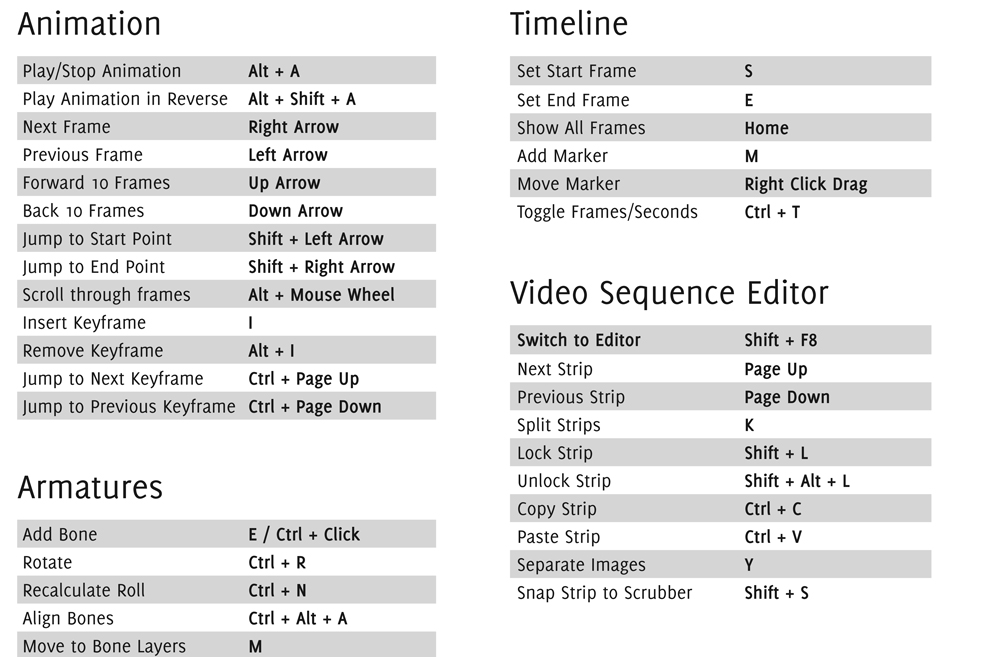 Animation
Play/Stop Animation Alt + A
Play Animation in Reverse Alt + Shift + A
Next Frame Right Arrow
Previous Frame Left Arrow
Forward 10 Frames Up Arrow
Back 10 Frames Down Arrow
Jump to Start Point Shift + Left Arrow
Jump to End Point Shift + Right Arrow
Scroll through frames Alt + Mouse Wheel
Insert Keyframe I
Remove Keyframe Alt + I
Jump to Next Keyframe Ctrl + Page Up
Jump to Previous Keyframe Ctrl + Page Down
Armatures
Add Bone E / Ctrl + Click
Rotate Ctrl + R
Recalculate Roll Ctrl + N
Align Bones Ctrl + Alt + A
Move to Bone Layers M
Timeline
Set Start Frame S
Set End Frame E
Show All Frames Home
Add Marker M
Move Marker Right Click Drag
Toggle Frames/Seconds Ctrl + T
Video Sequence Editor
Switch to Editor Shift + F8
Next Strip Page Up
Previous Strip Page Down
Split Strips K
Lock Strip Shift + L
Unlock Strip Shift + Alt + L
Copy Strip Ctrl + C
Paste Strip Ctrl + V
Separate Images Y
Snap Strip to Scrubber Shift + S